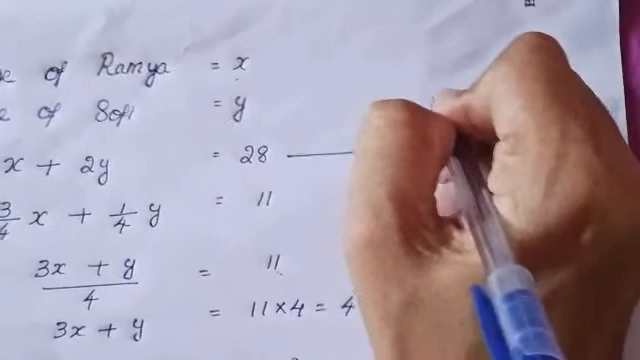 of Ramya = x
of Sofi = y
x + 2y = 28
3/4 x + 1/4 y = 11
3x + y / 4 = 11
3x + y = 11 × 4 = 4